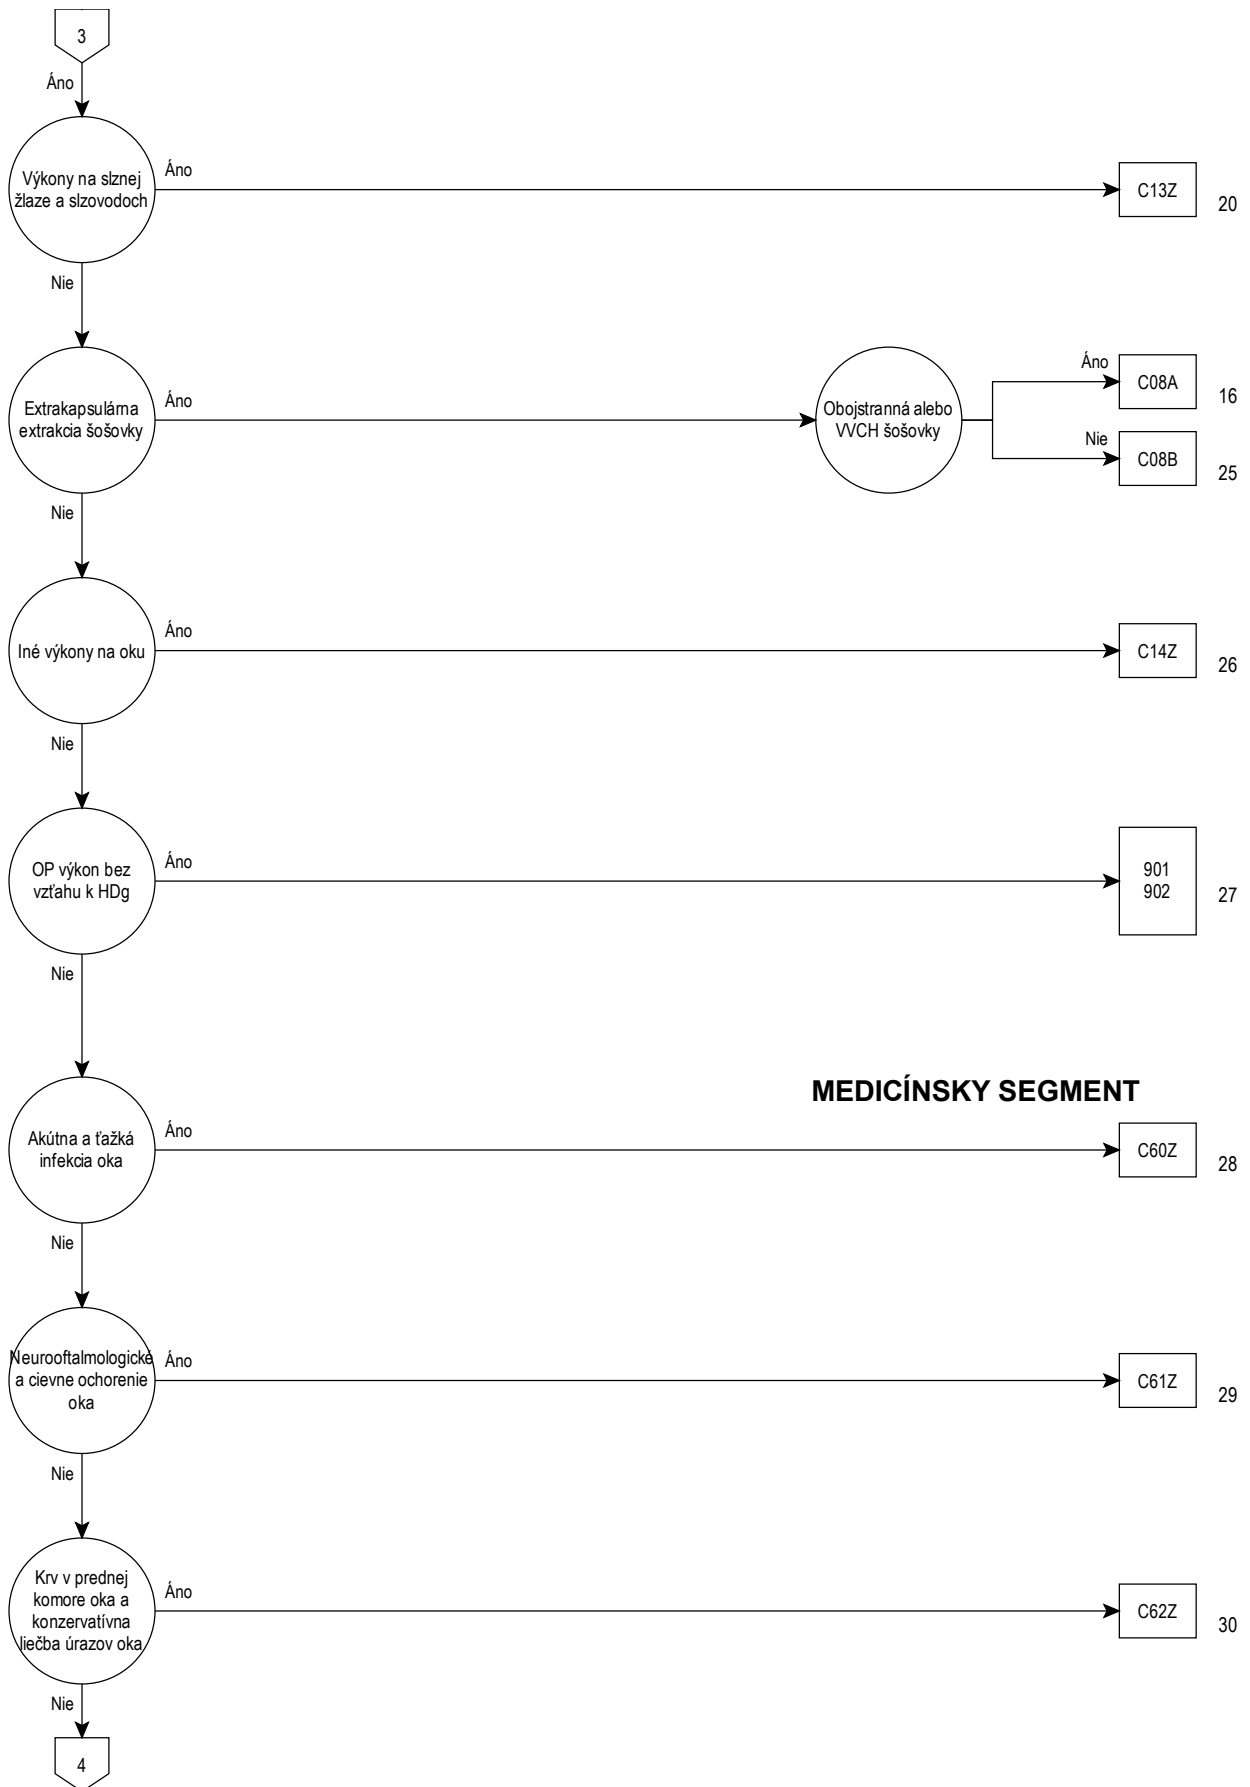 3
Áno
Výkony na slznej
žlaze a slzovodoch
Áno
C13Z
20
Nie
Extrakapsulárna
extrakcia šošovky
Áno
Obojstranná alebo
VVCH šošovky
Áno
C08A
16
Nie
C08B
25
Nie
Iné výkony na oku
Áno
C14Z
26
Nie
OP výkon bez
vzťahu k HDg
Áno
901
902
27
Nie
MEDICÍNSKY SEGMENT
Akútna a ťažká
infekcia oka
Áno
C60Z
28
Nie
Neurooftalmologické
a cievne ochorenie
oka
Áno
C61Z
29
Nie
Krv v prednej
komore oka a
konzervatívna
liečba úrazov oka
Áno
C62Z
30
Nie
4